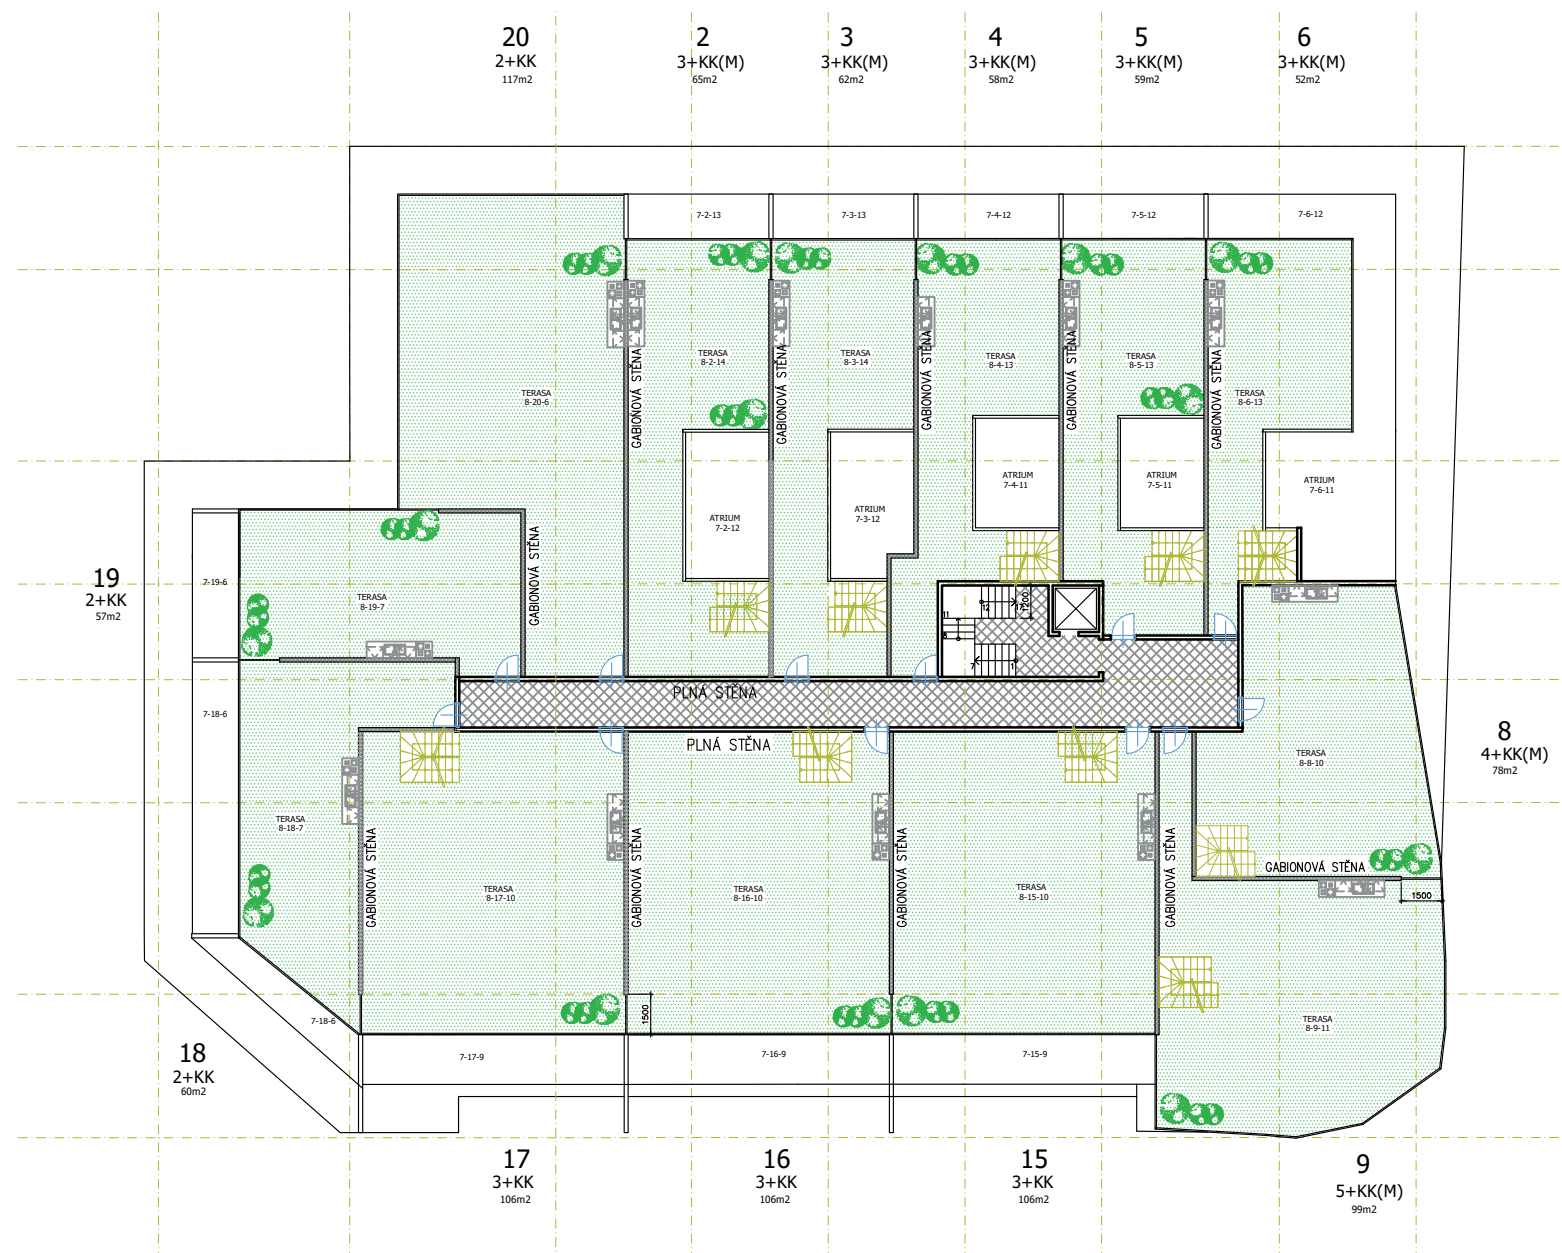 20
2+KK
117m2
2
3+KK(M)
65m2
3
3+KK(M)
62m2
4
3+KK(M)
58m2
5
3+KK(M)
59m2
6
3+KK(M)
52m2
7-2-13
7-3-13
7-4-12
7-5-12
7-6-12
TERASA
8-20-6
TERASA
8-2-14
TERASA
8-3-14
TERASA
8-4-13
TERASA
8-5-13
TERASA
8-6-13
GABIONOVÁ STĚNA
GABIONOVÁ STĚNA
GABIONOVÁ STĚNA
GABIONOVÁ STĚNA
GABIONOVÁ STĚNA
ATRIUM
7-2-12
ATRIUM
7-3-12
ATRIUM
7-4-11
ATRIUM
7-5-11
ATRIUM
7-6-11
GABIONOVÁ STĚNA
19
2+KK
57m2
7-19-6
TERASA
8-19-7
11
12
17
1200
8
7
1
PLNÁ STĚNA
PLNÁ STĚNA
7-18-6
8
4+KK(M)
78m2
TERASA
8-8-10
TERASA
8-18-7
GABIONOVÁ STĚNA
GABIONOVÁ STĚNA
GABIONOVÁ STĚNA
GABIONOVÁ STĚNA
GABIONOVÁ STĚNA
1500
TERASA
8-17-10
TERASA
8-16-10
TERASA
8-15-10
TERASA
8-9-11
1500
7-18-6
7-17-9
7-16-9
7-15-9
18
2+KK
60m2
17
3+KK
106m2
16
3+KK
106m2
15
3+KK
106m2
9
5+KK(M)
99m2